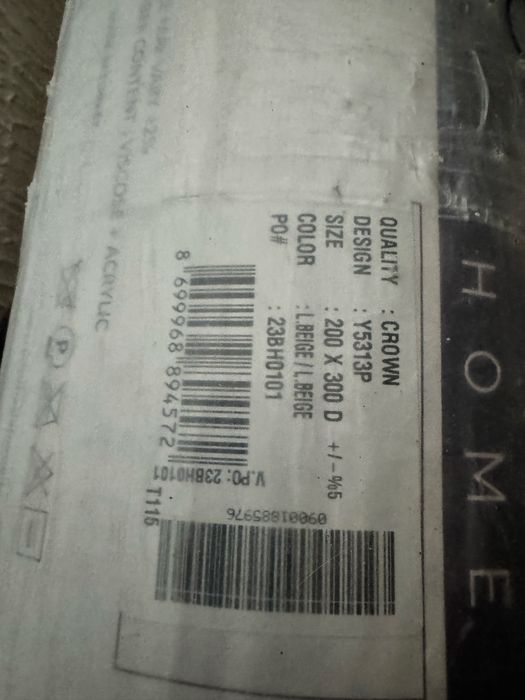 HOME
QUALITY : CROWN
DESIGN : Y5313P
SIZE : 200 X 300 D +/-%5
COLOR : L.BEIGE / L.BEIGE
PO# : 23BH0101
8 699968 894572
V.PO: 23BH0101
T116
09001885976
CONTENT : VISCOSE + ACRYLIC